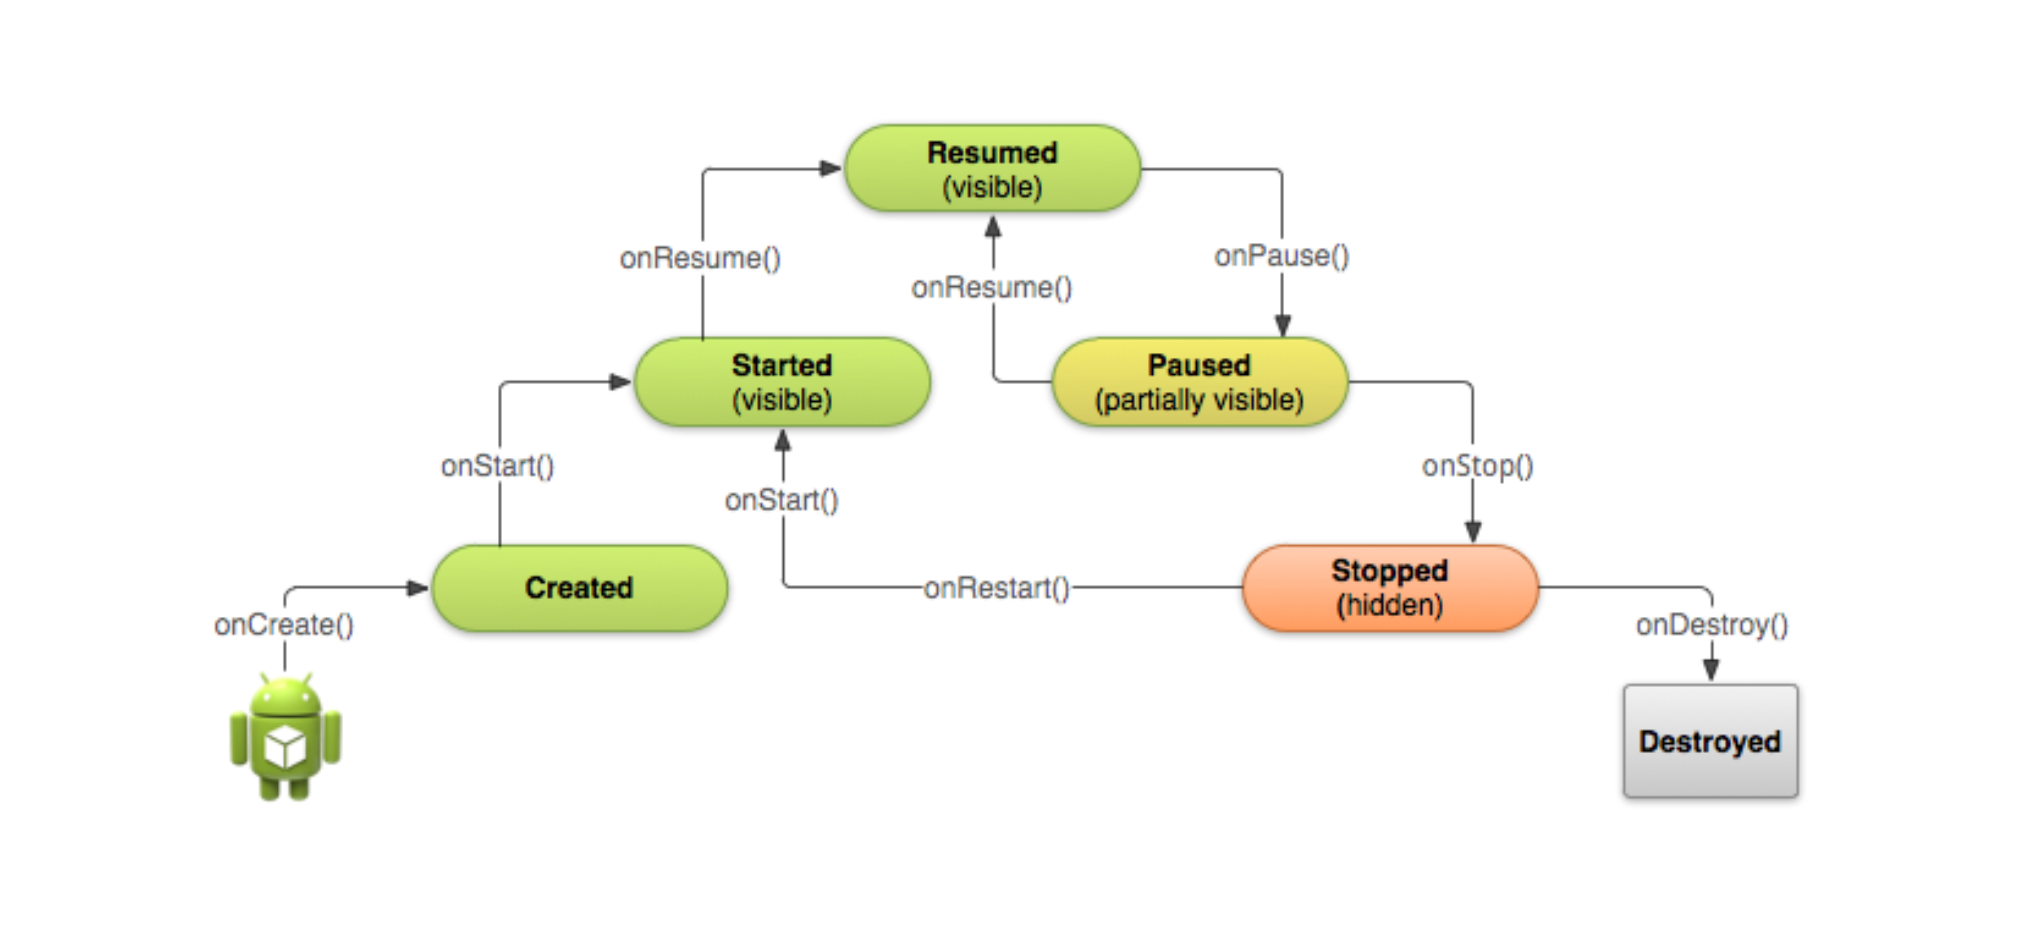 Resumed
(visible)
onResume()
onPause()
onResume()
Started
(visible)
Paused
(partially visible)
onStart()
onStop()
onStart()
Created
onRestart()
Stopped
(hidden)
onCreate()
onDestroy()
Destroyed